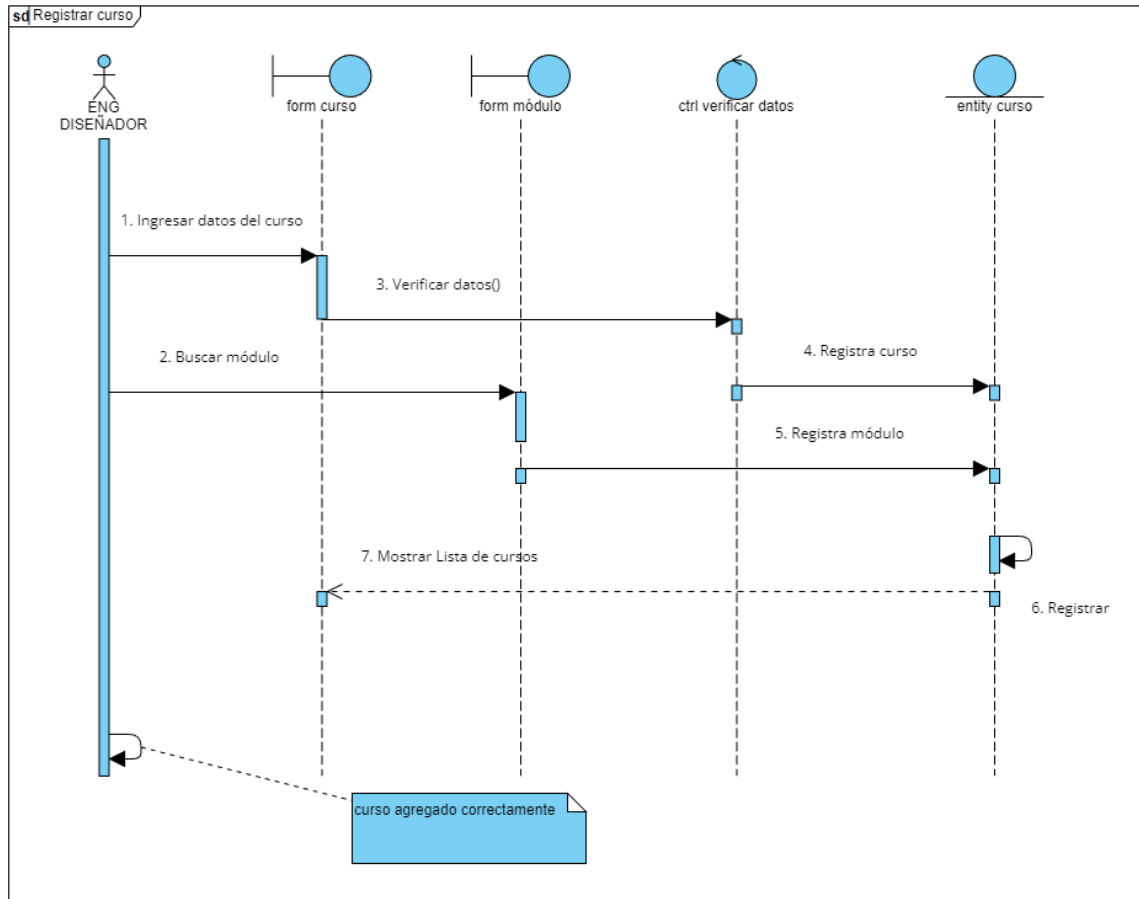 sd Registrar curso
ENG
DISEÑADOR
form curso
form módulo
ctrl verificar datos
entity curso
1. Ingresar datos del curso
3. Verificar datos()
2. Buscar módulo
4. Registra curso
5. Registra módulo
7. Mostrar Lista de cursos
6. Registrar
curso agregado correctamente